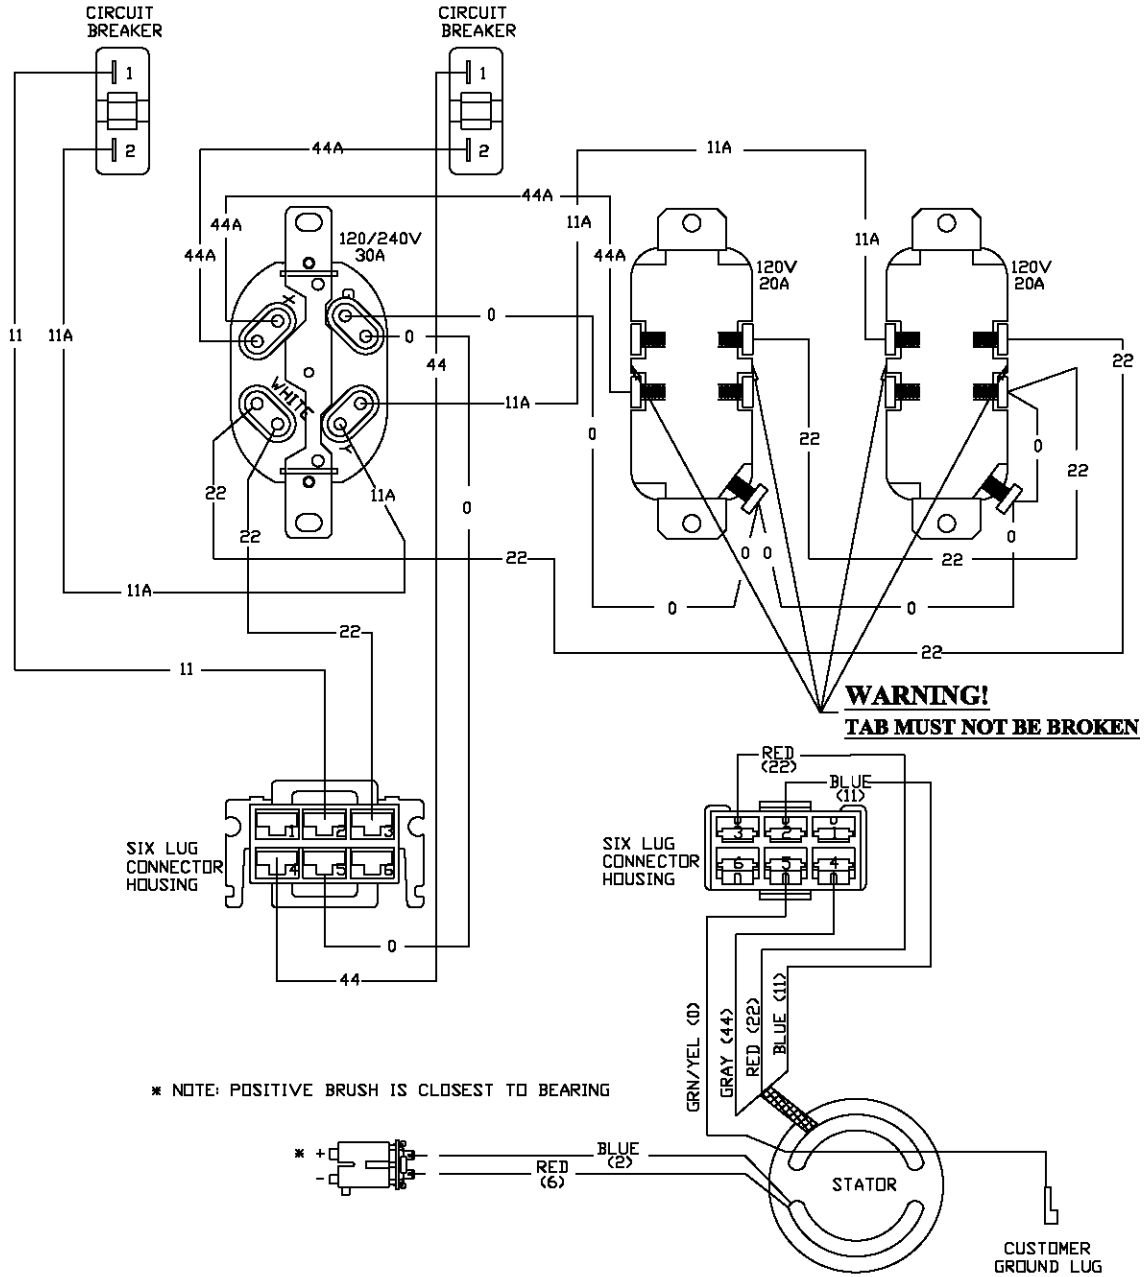 CIRCUIT
BREAKER
CIRCUIT
BREAKER
1
2
1
2
44A
11A
44A
11A
44A
44A
44A
11A
120/240V
30A
120V
20A
120V
20A
X
G
WHITE
Y
0
0
11
11A
44
22
11A
0
22
0
22
22
11A
0
22
0
0
0
22
22
11A
0
0
22
22
11
WARNING!
TAB MUST NOT BE BROKEN
RED
(22)
BLUE
(11)
1
2
3
4
5
6
SIX LUG
CONNECTOR
HOUSING
3
2
1
6
5
4
SIX LUG
CONNECTOR
HOUSING
0
44
GRN/YEL (0)
GRAY (44)
RED (22)
BLUE (11)
* NOTE: POSITIVE BRUSH IS CLOSEST TO BEARING
* +
-
BLUE
(2)
RED
(6)
STATOR
CUSTOMER
GROUND LUG